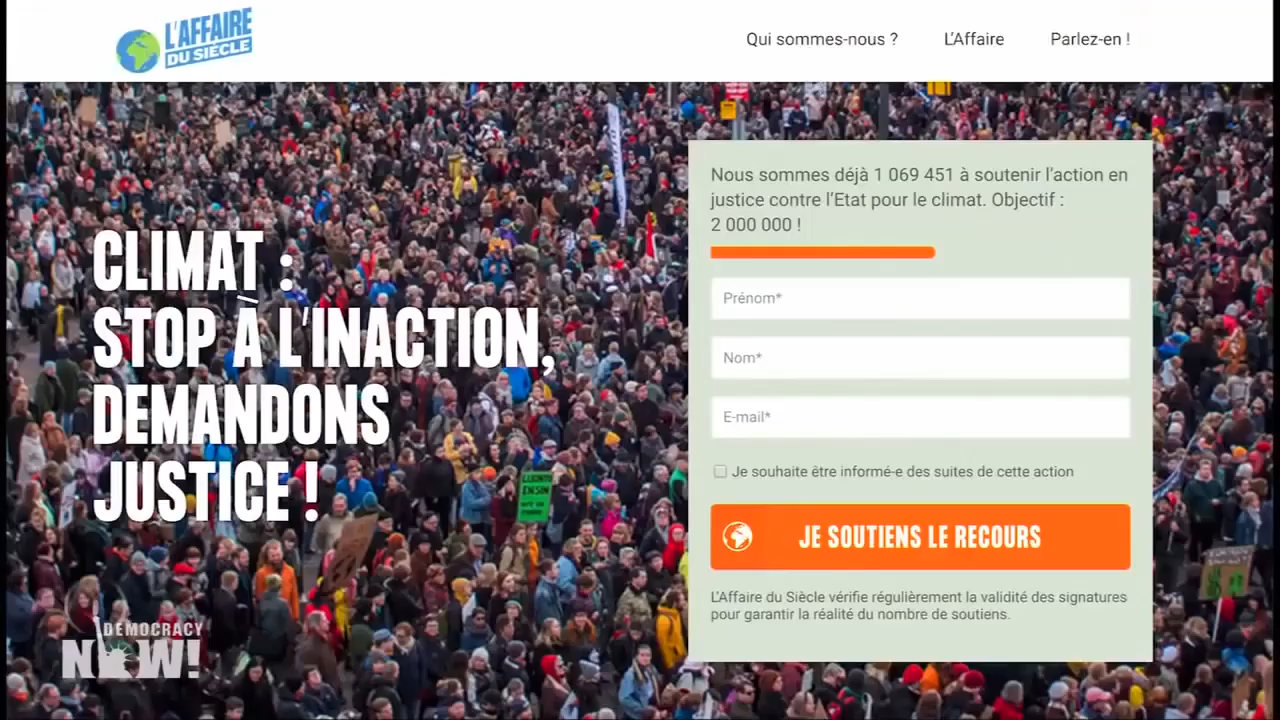 L'AFFAIRE
DU SIÈCLE
Qui sommes-nous ?
L'Affaire
Parlez-en !
CLIMAT :
STOP À L'INACTION,
DEMANDONS
JUSTICE !
Nous sommes déjà 1 069 451 à soutenir l'action en
justice contre l'Etat pour le climat. Objectif :
2 000 000 !
Prénom*
Nom*
E-mail*
Je souhaite être informé-e des suites de cette action
JE SOUTIENS LE RECOURS
L'Affaire du Siècle vérifie régulièrement la validité des signatures
pour garantir la réalité du nombre de soutiens.
DEMOCRACY
NOW!